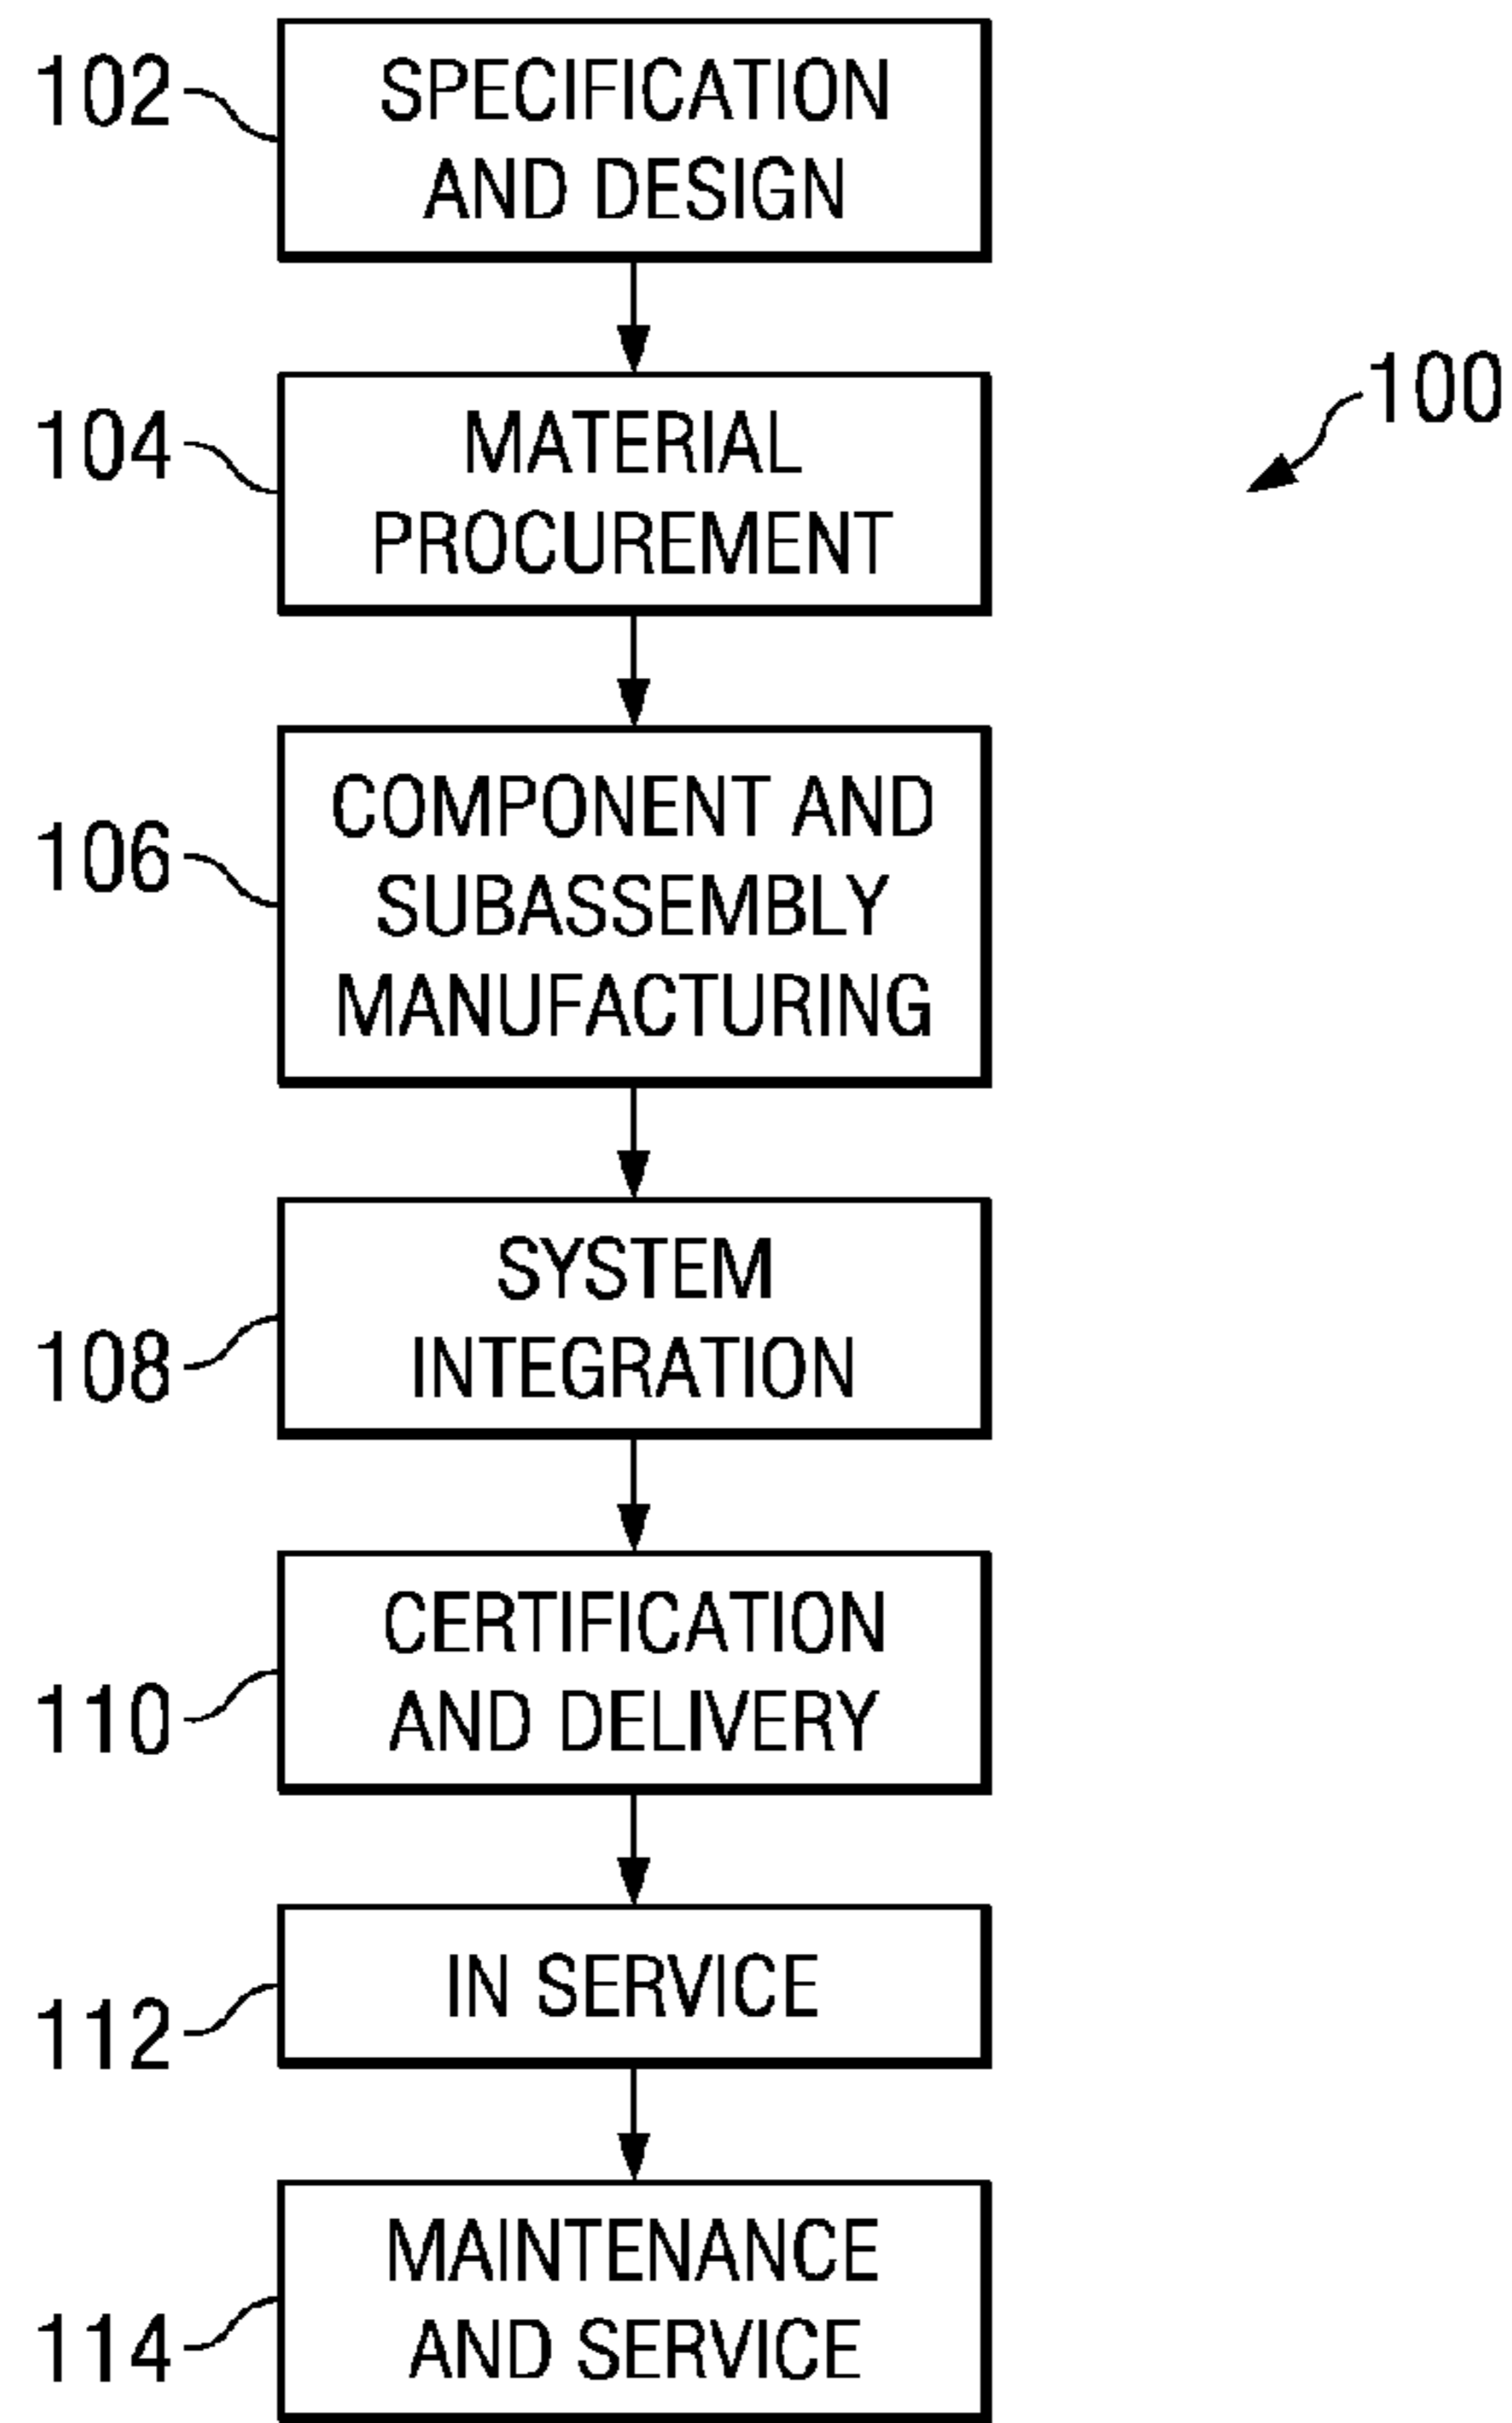 102
SPECIFICATION
AND DESIGN
100
104
MATERIAL
PROCUREMENT
106
COMPONENT AND
SUBASSEMBLY
MANUFACTURING
108
SYSTEM
INTEGRATION
110
CERTIFICATION
AND DELIVERY
112
IN SERVICE
114
MAINTENANCE
AND SERVICE